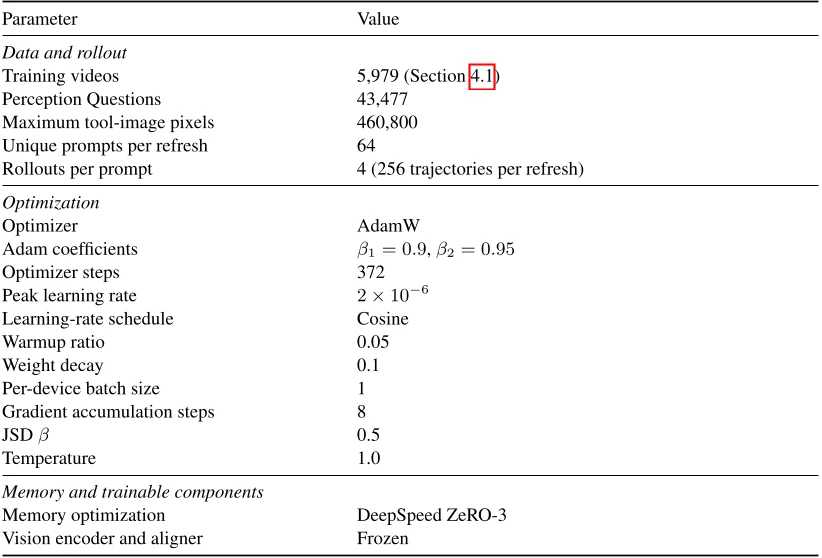 Parameter Value
Data and rollout
Training videos 5,979 (Section 4.1)
Perception Questions 43,477
Maximum tool-image pixels 460,800
Unique prompts per refresh 64
Rollouts per prompt 4 (256 trajectories per refresh)
Optimization
Optimizer AdamW
Adam coefficients β₁ = 0.9, β₂ = 0.95
Optimizer steps 372
Peak learning rate 2 × 10⁻⁶
Learning-rate schedule Cosine
Warmup ratio 0.05
Weight decay 0.1
Per-device batch size 1
Gradient accumulation steps 8
JSD β 0.5
Temperature 1.0
Memory and trainable components
Memory optimization DeepSpeed ZeRO-3
Vision encoder and aligner Frozen